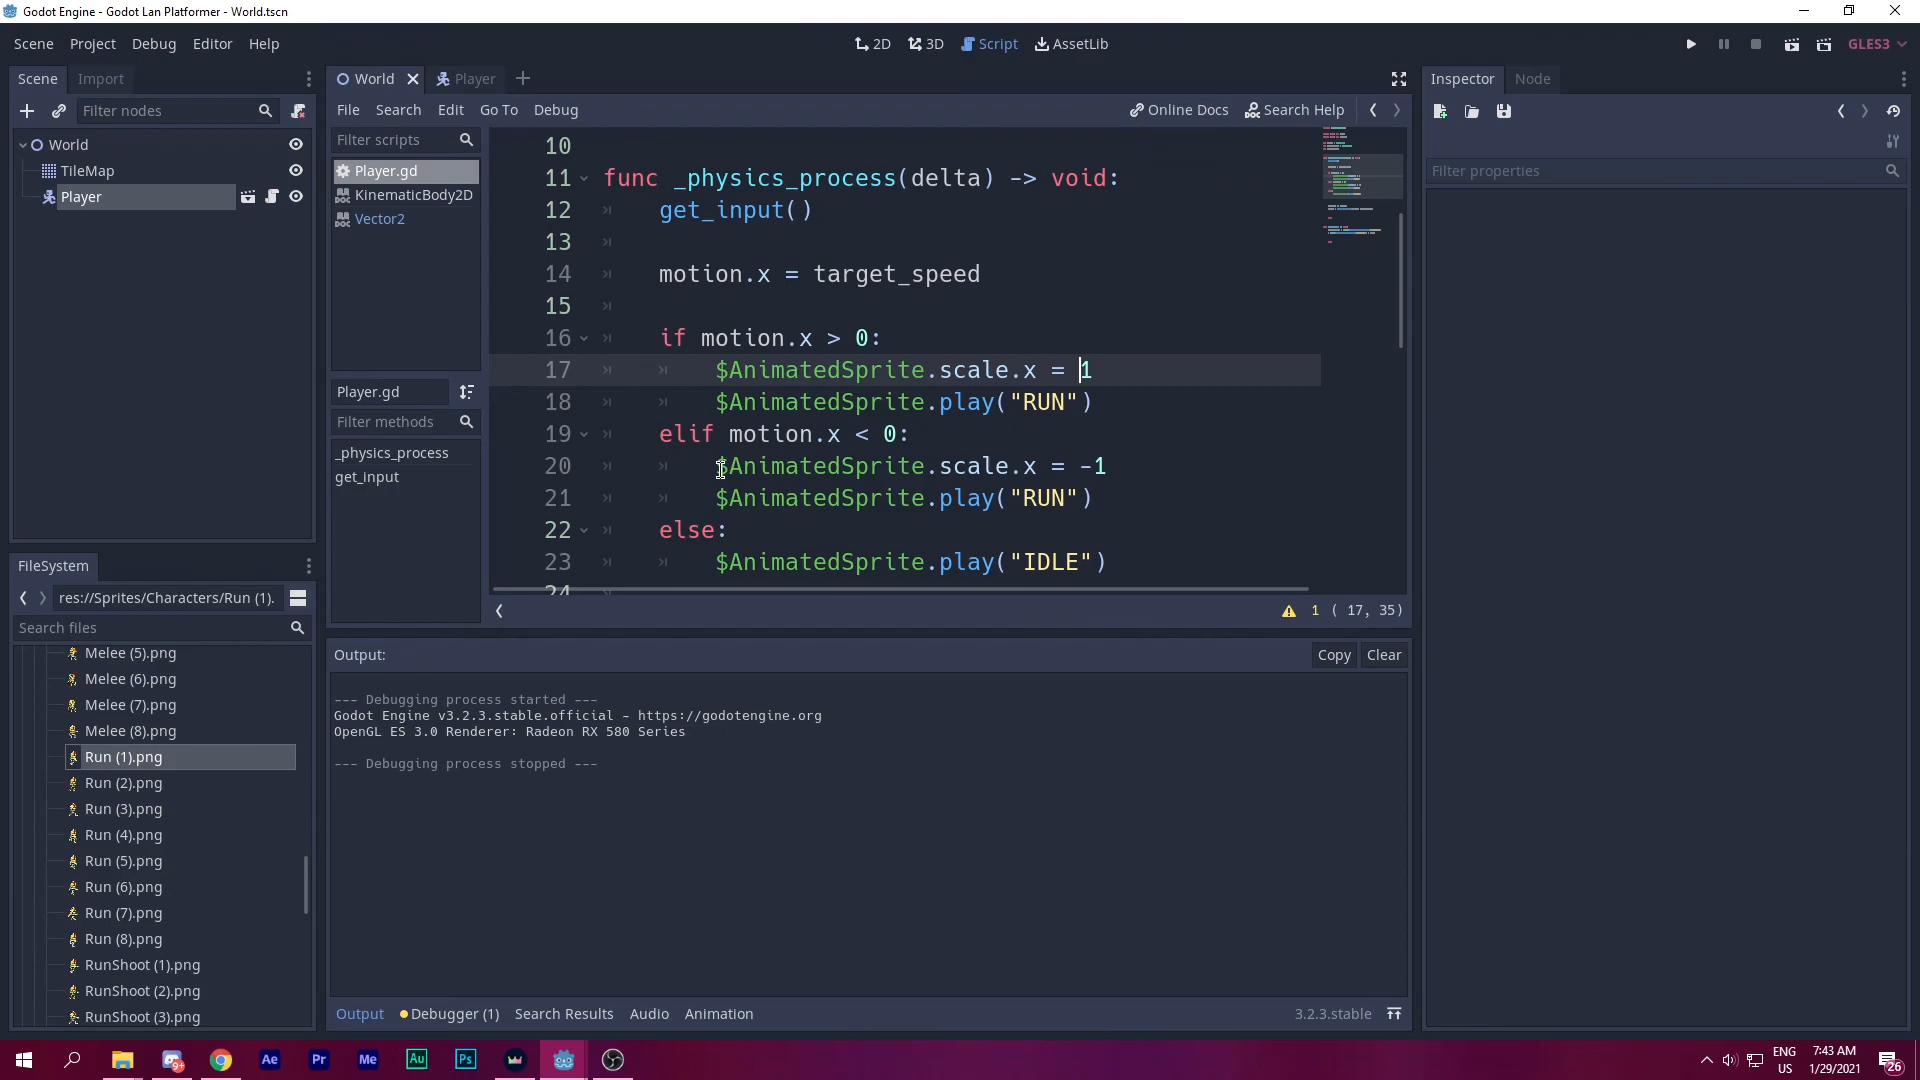 Godot Engine - Godot Lan Platformer - World.tscn
Scene Project Debug Editor Help
2D 3D Script AssetLib
GLES3
Scene Import
Filter nodes
World
TileMap
Player
World Player
File Search Edit Go To Debug
Online Docs Search Help
Filter scripts
Player.gd
KinematicBody2D
Vector2
Player.gd
Filter methods
_physics_process
get_input
10
11 func _physics_process(delta) -> void:
12 get_input()
13
14 motion.x = target_speed
15
16 if motion.x > 0:
17 $AnimatedSprite.scale.x = 1
18 $AnimatedSprite.play("RUN")
19 elif motion.x < 0:
20 $AnimatedSprite.scale.x = -1
21 $AnimatedSprite.play("RUN")
22 else:
23 $AnimatedSprite.play("IDLE")
24
1 ( 17, 35)
Inspector Node
Filter properties
FileSystem
res://Sprites/Characters/Run (1).
Search files
Melee (5).png
Melee (6).png
Melee (7).png
Melee (8).png
Run (1).png
Run (2).png
Run (3).png
Run (4).png
Run (5).png
Run (6).png
Run (7).png
Run (8).png
RunShoot (1).png
RunShoot (2).png
RunShoot (3).png
Output:
Copy Clear
--- Debugging process started ---
Godot Engine v3.2.3.stable.official - https://godotengine.org
OpenGL ES 3.0 Renderer: Radeon RX 580 Series
--- Debugging process stopped ---
Output Debugger (1) Search Results Audio Animation
3.2.3.stable
9+
Ae Pr Me Au Ps
ENG
US
7:43 AM
1/29/2021
26